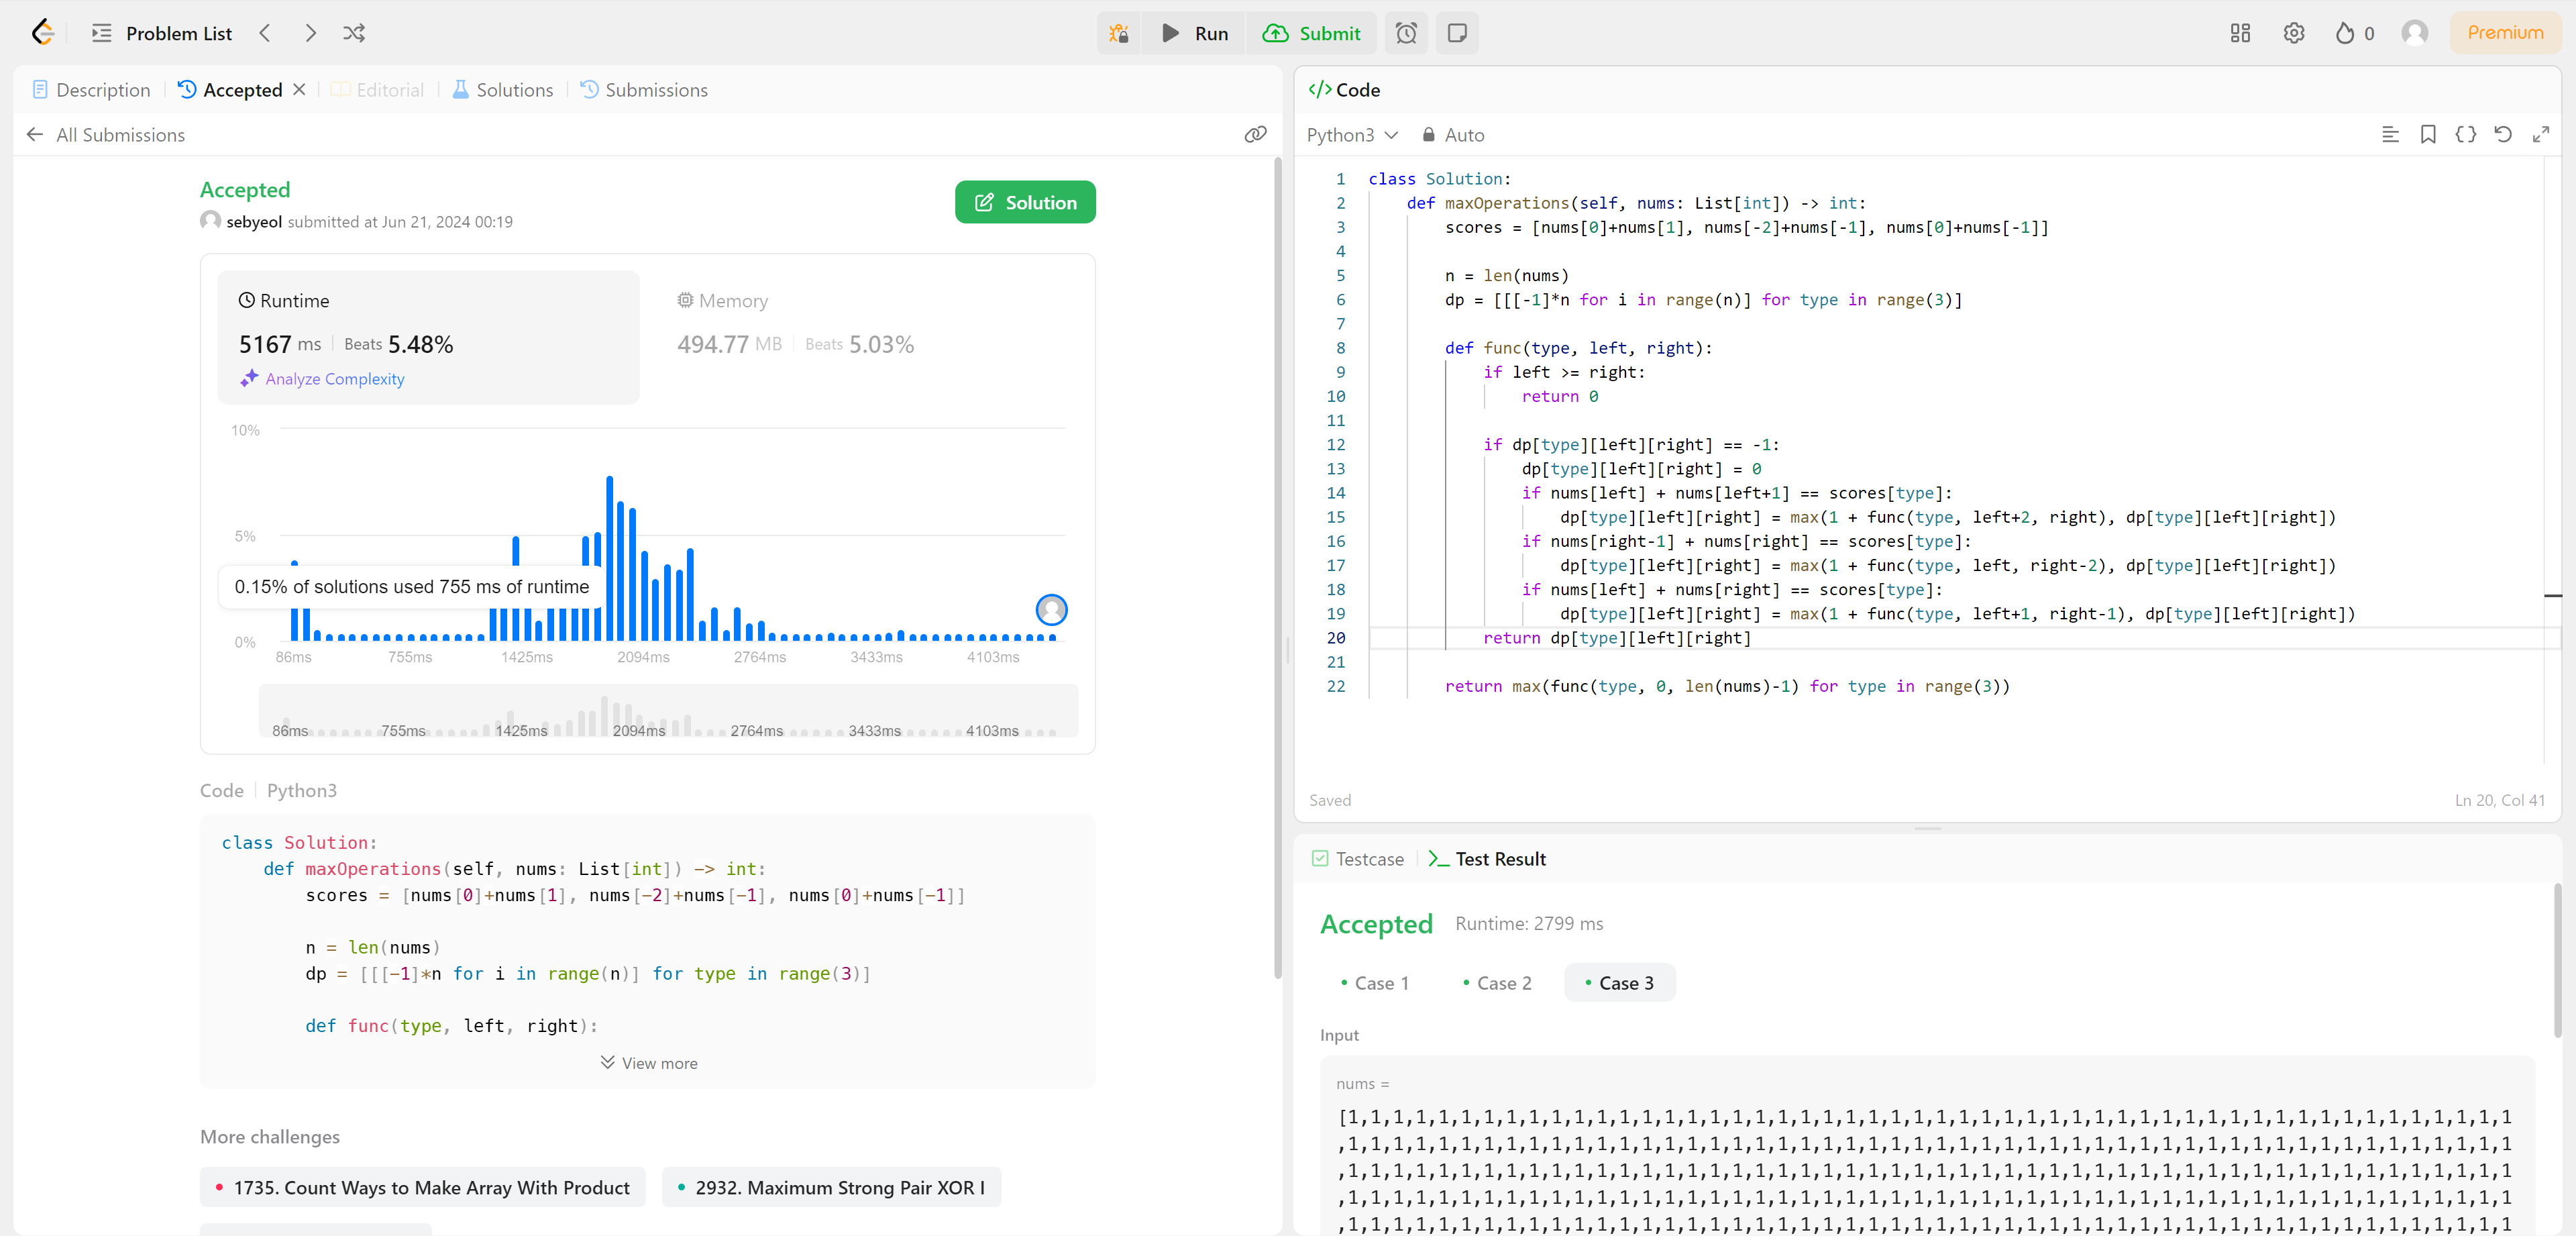 Problem List
Run
Submit
0
Premium
Description
Accepted
Editorial
Solutions
Submissions
All Submissions
Accepted
sebyeol submitted at Jun 21, 2024 00:19
Solution
Runtime
5167 ms
Beats 5.48%
Analyze Complexity
Memory
494.77 MB
Beats 5.03%
10%
5%
0%
0.15% of solutions used 755 ms of runtime
86ms
755ms
1425ms
2094ms
2764ms
3433ms
4103ms
86ms
755ms
1425ms
2094ms
2764ms
3433ms
4103ms
Code
Python3
class Solution:
    def maxOperations(self, nums: List[int]) -> int:
        scores = [nums[0]+nums[1], nums[-2]+nums[-1], nums[0]+nums[-1]]
        n = len(nums)
        dp = [[[-1]*n for i in range(n)] for type in range(3)]
        def func(type, left, right):
View more
More challenges
1735. Count Ways to Make Array With Product
2932. Maximum Strong Pair XOR I
</> Code
Python3
Auto
1 class Solution:
2     def maxOperations(self, nums: List[int]) -> int:
3         scores = [nums[0]+nums[1], nums[-2]+nums[-1], nums[0]+nums[-1]]
4
5         n = len(nums)
6         dp = [[[-1]*n for i in range(n)] for type in range(3)]
7
8         def func(type, left, right):
9             if left >= right:
10                 return 0
11
12             if dp[type][left][right] == -1:
13                 dp[type][left][right] = 0
14                 if nums[left] + nums[left+1] == scores[type]:
15                     dp[type][left][right] = max(1 + func(type, left+2, right), dp[type][left][right])
16                 if nums[right-1] + nums[right] == scores[type]:
17                     dp[type][left][right] = max(1 + func(type, left, right-2), dp[type][left][right])
18                 if nums[left] + nums[right] == scores[type]:
19                     dp[type][left][right] = max(1 + func(type, left+1, right-1), dp[type][left][right])
20             return dp[type][left][right]
21
22         return max(func(type, 0, len(nums)-1) for type in range(3))
Saved
Ln 20, Col 41
Testcase
Test Result
Accepted
Runtime: 2799 ms
Case 1
Case 2
Case 3
Input
nums =
[1,1,1,1,1,1,1,1,1,1,1,1,1,1,1,1,1,1,1,1,1,1,1,1,1,1,1,1,1,1,1,1,1,1,1,1,1,1,1,1,1,1,1,1,1,1,1,1,1,1,1,1
,1,1,1,1,1,1,1,1,1,1,1,1,1,1,1,1,1,1,1,1,1,1,1,1,1,1,1,1,1,1,1,1,1,1,1,1,1,1,1,1,1,1,1,1,1,1,1,1,1,1,1,1
,1,1,1,1,1,1,1,1,1,1,1,1,1,1,1,1,1,1,1,1,1,1,1,1,1,1,1,1,1,1,1,1,1,1,1,1,1,1,1,1,1,1,1,1,1,1,1,1,1,1,1,1
,1,1,1,1,1,1,1,1,1,1,1,1,1,1,1,1,1,1,1,1,1,1,1,1,1,1,1,1,1,1,1,1,1,1,1,1,1,1,1,1,1,1,1,1,1,1,1,1,1,1,1,1
,1,1,1,1,1,1,1,1,1,1,1,1,1,1,1,1,1,1,1,1,1,1,1,1,1,1,1,1,1,1,1,1,1,1,1,1,1,1,1,1,1,1,1,1,1,1,1,1,1,1,1,1